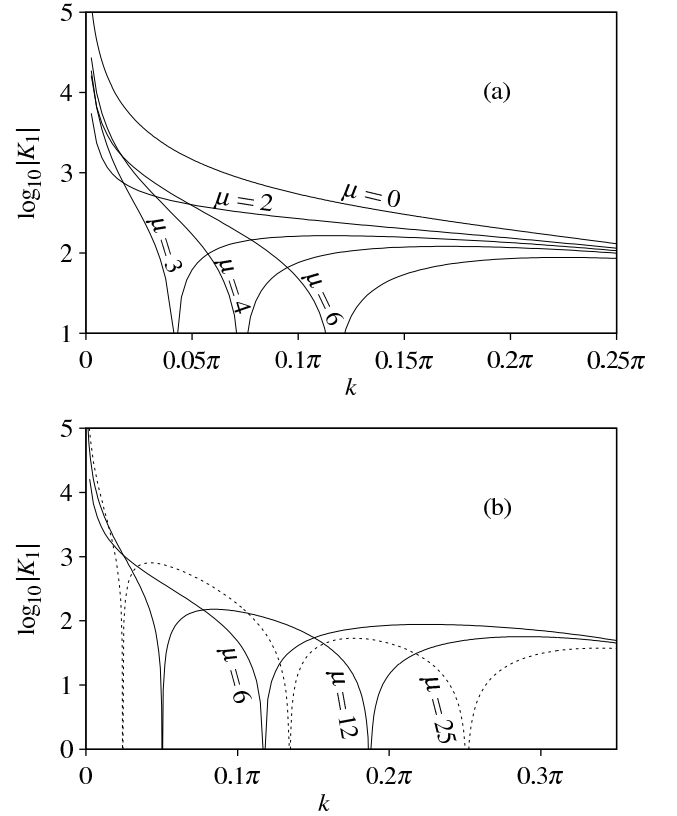 5
(a)
4
log₁₀|K₁|
3
μ = 0
μ = 2
μ = 3
μ = 4
μ = 6
2
1
0 0.05π 0.1π 0.15π 0.2π 0.25π
k
5
(b)
4
log₁₀|K₁|
3
2
μ = 6
μ = 12
μ = 25
1
0
0 0.1π 0.2π 0.3π
k